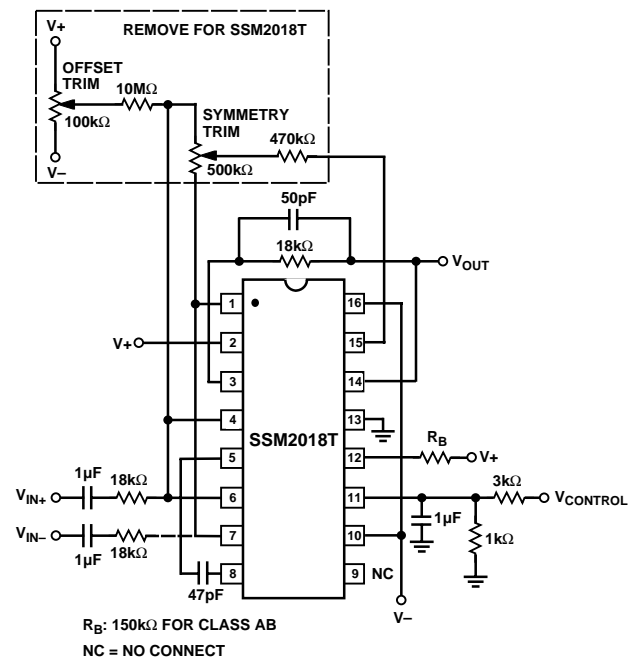 REMOVE FOR SSM2018T
V+
OFFSET
TRIM
10MΩ
100kΩ
V–
SYMMETRY
TRIM
470kΩ
500kΩ
50pF
18kΩ
VOUT
1
16
V+
2
15
3
14
4
13
SSM2018T
RB
5
12
V+
1µF
18kΩ
3kΩ
VIN+
6
11
VCONTROL
VIN–
1µF
18kΩ
7
10
1µF
1kΩ
8
9
NC
47pF
V–
RB: 150kΩ FOR CLASS AB
NC = NO CONNECT